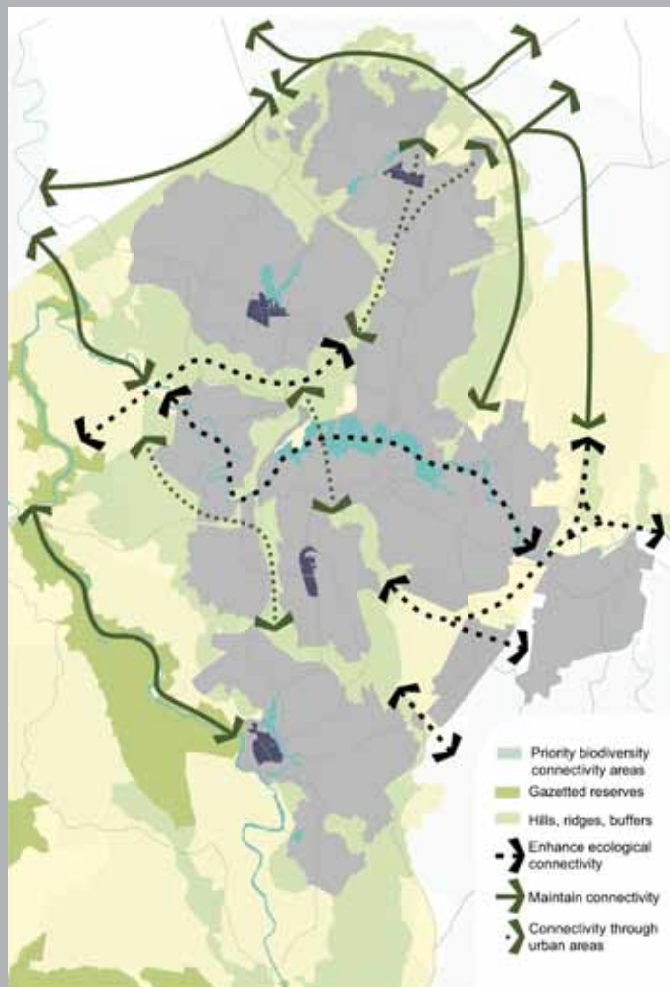 Priority biodiversity
connectivity areas
Gazetted reserves
Hills, ridges, buffers
Enhance ecological
connectivity
Maintain connectivity
Connectivity through
urban areas